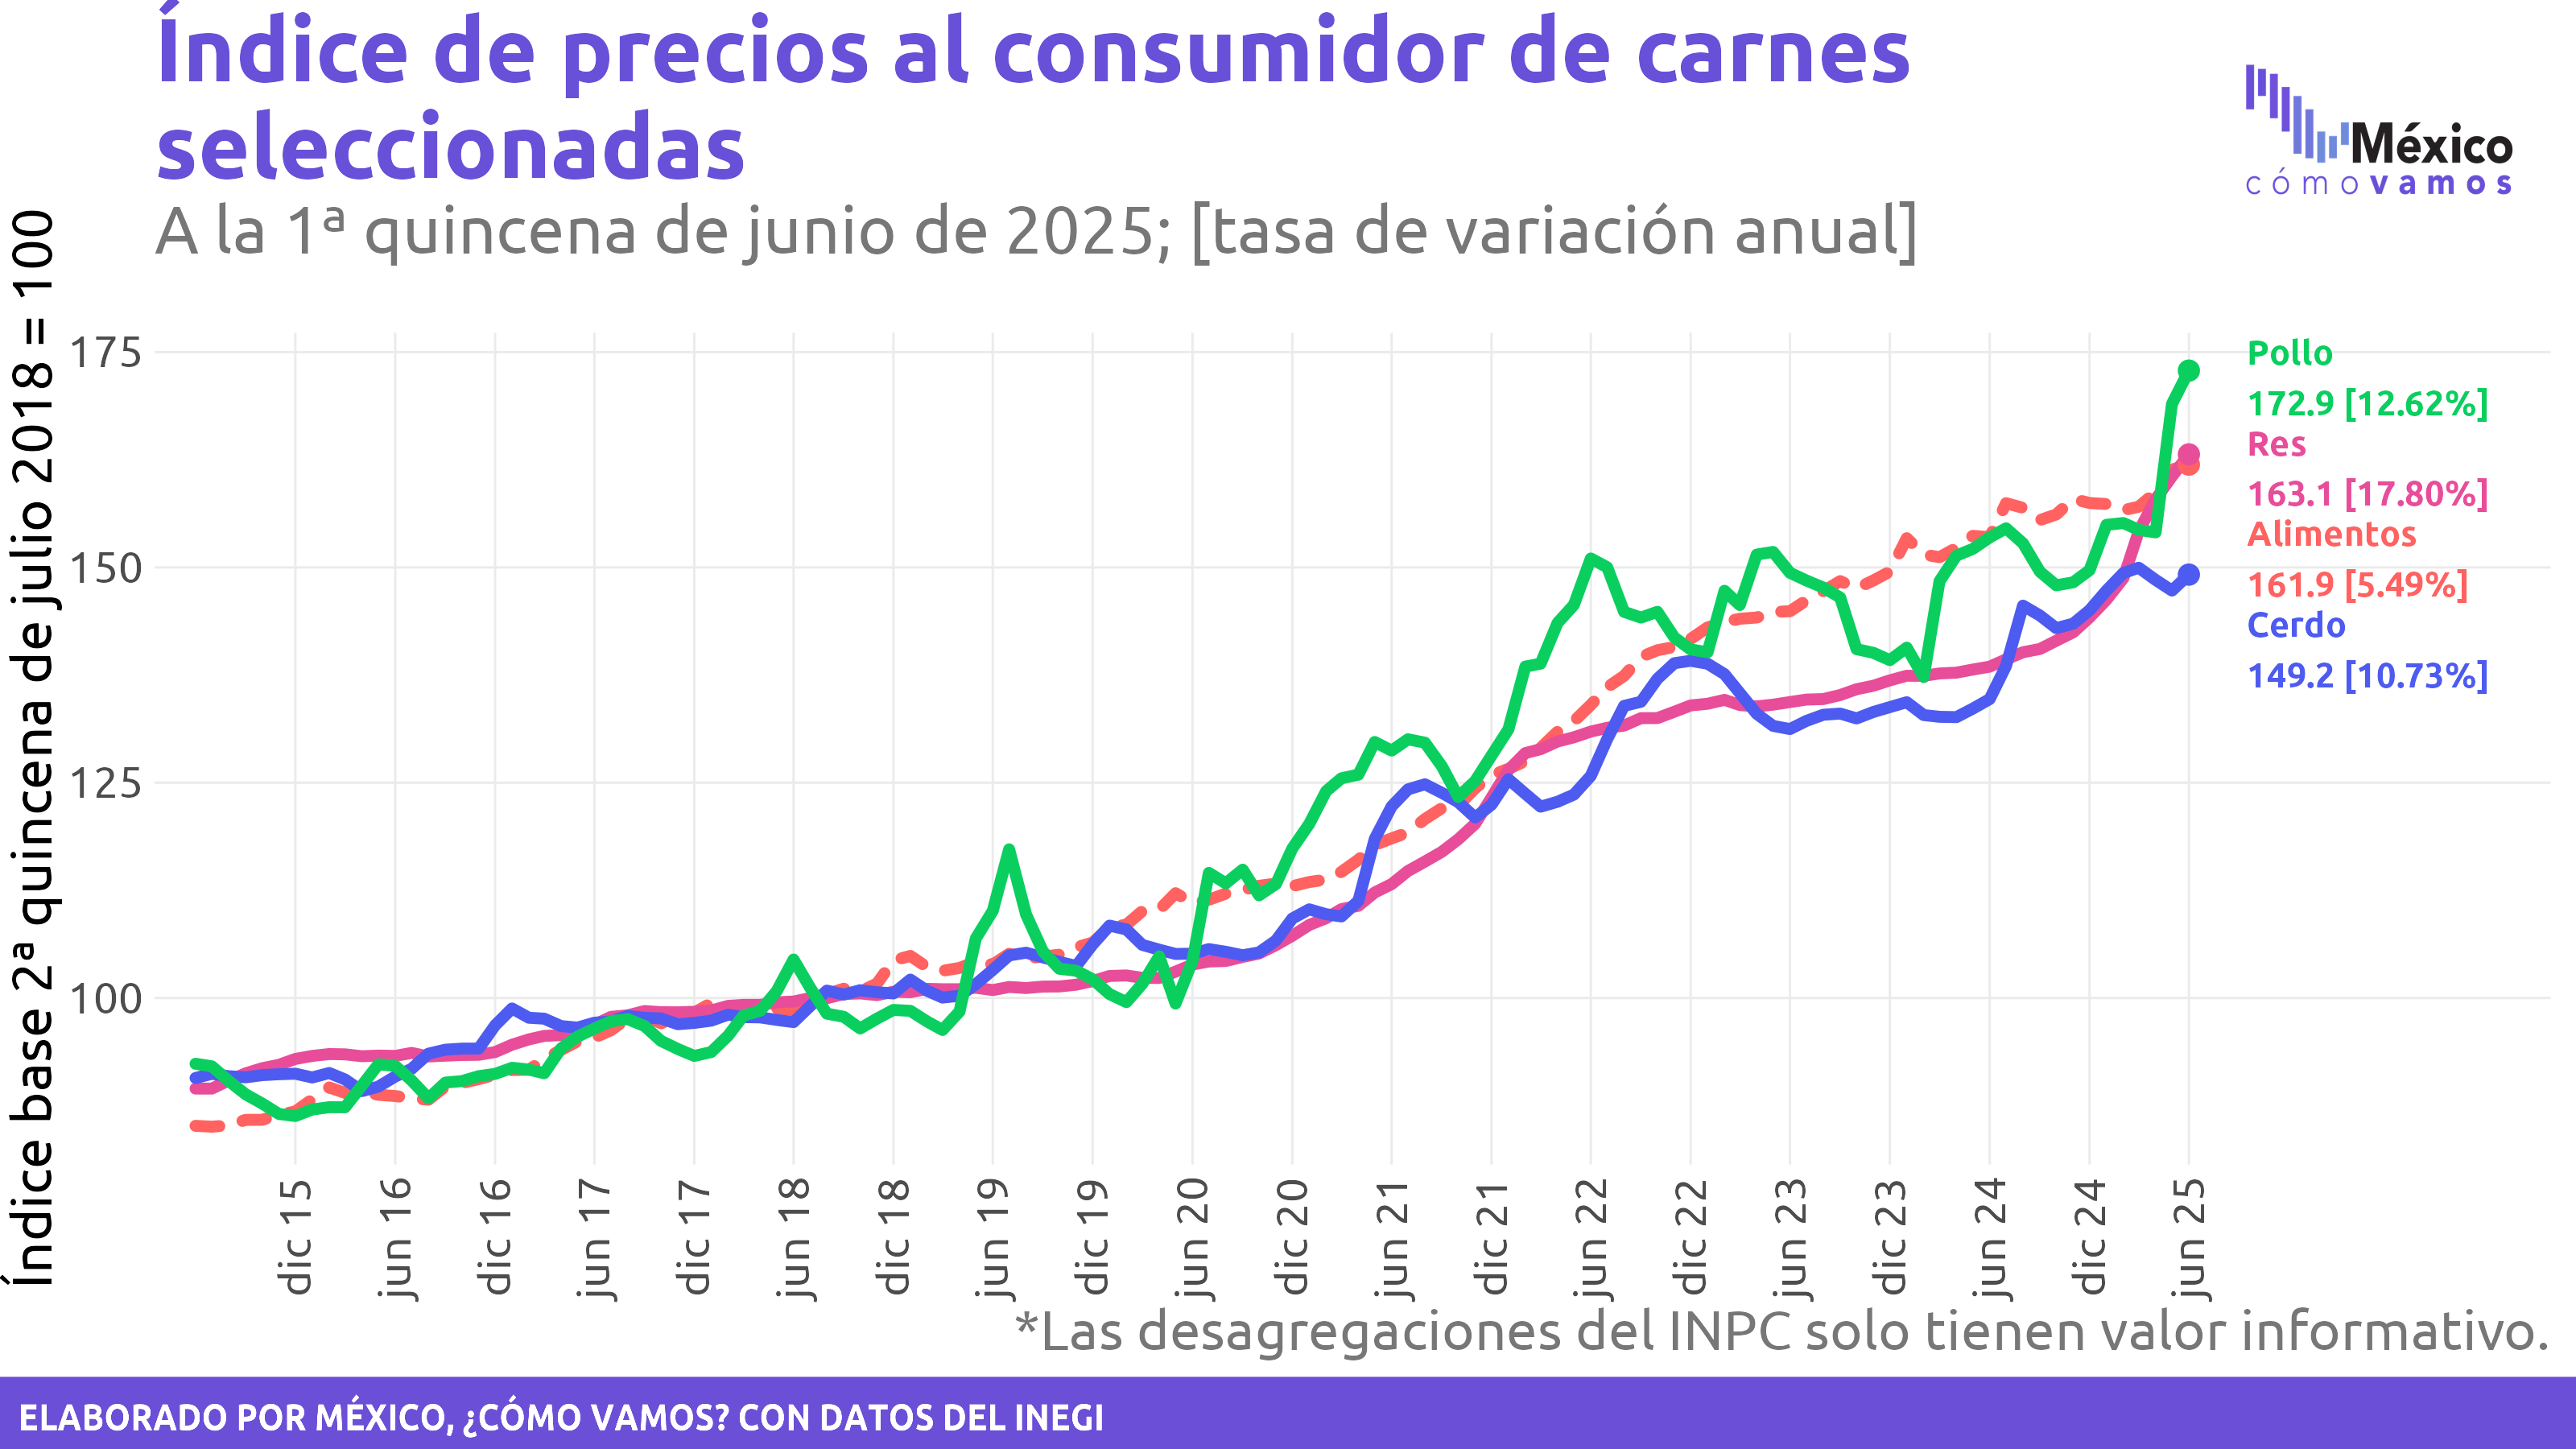 Índice de precios al consumidor de carnes
seleccionadas
A la 1ª quincena de junio de 2025; [tasa de variación anual]
México
cómo vamos
Índice base 2ª quincena de julio 2018 = 100
175
150
125
100
Pollo
172.9 [12.62%]
Res
163.1 [17.80%]
Alimentos
161.9 [5.49%]
Cerdo
149.2 [10.73%]
dic 15
jun 16
dic 16
jun 17
dic 17
jun 18
dic 18
jun 19
dic 19
jun 20
dic 20
jun 21
dic 21
jun 22
dic 22
jun 23
dic 23
jun 24
dic 24
jun 25
*Las desagregaciones del INPC solo tienen valor informativo.
ELABORADO POR MÉXICO, ¿CÓMO VAMOS? CON DATOS DEL INEGI